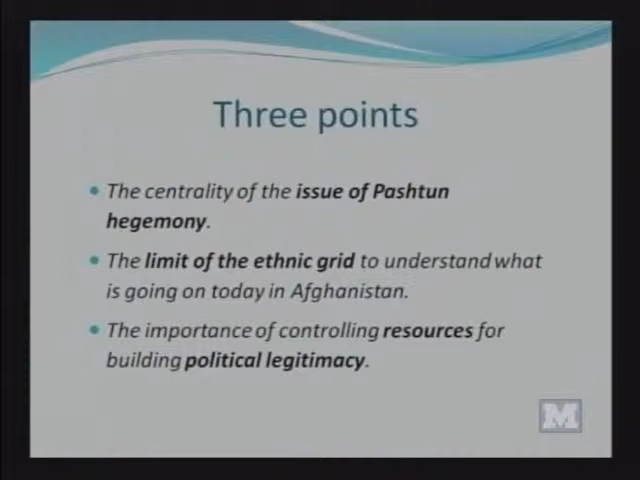 Three points
The centrality of the issue of Pashtun
hegemony.
The limit of the ethnic grid to understand what
is going on today in Afghanistan.
The importance of controlling resources for
building political legitimacy.
M